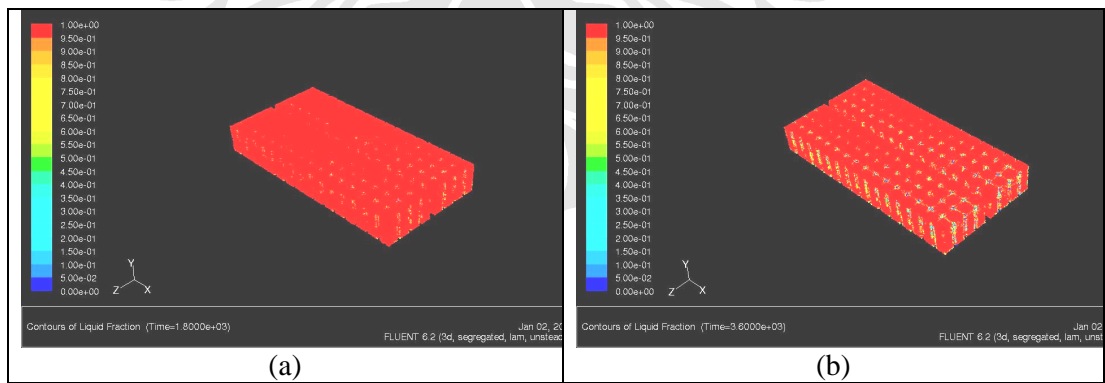 1.00e+00
9.50e-01
9.00e-01
8.50e-01
8.00e-01
7.50e-01
7.00e-01
6.50e-01
6.00e-01
5.50e-01
5.00e-01
4.50e-01
4.00e-01
3.50e-01
3.00e-01
2.50e-01
2.00e-01
1.50e-01
1.00e-01
5.00e-02
0.00e+00
Y
Z X
Contours of Liquid Fraction (Time=1.8000e+03)
Jan 02, 20
FLUENT 6.2 (3d, segregated, lam, unstead
(a)
1.00e+00
9.50e-01
9.00e-01
8.50e-01
8.00e-01
7.50e-01
7.00e-01
6.50e-01
6.00e-01
5.50e-01
5.00e-01
4.50e-01
4.00e-01
3.50e-01
3.00e-01
2.50e-01
2.00e-01
1.50e-01
1.00e-01
5.00e-02
0.00e+00
Y
Z X
Contours of Liquid Fraction (Time=3.6000e+03)
Jan 02
FLUENT 6.2 (3d, segregated, lam, unst
(b)